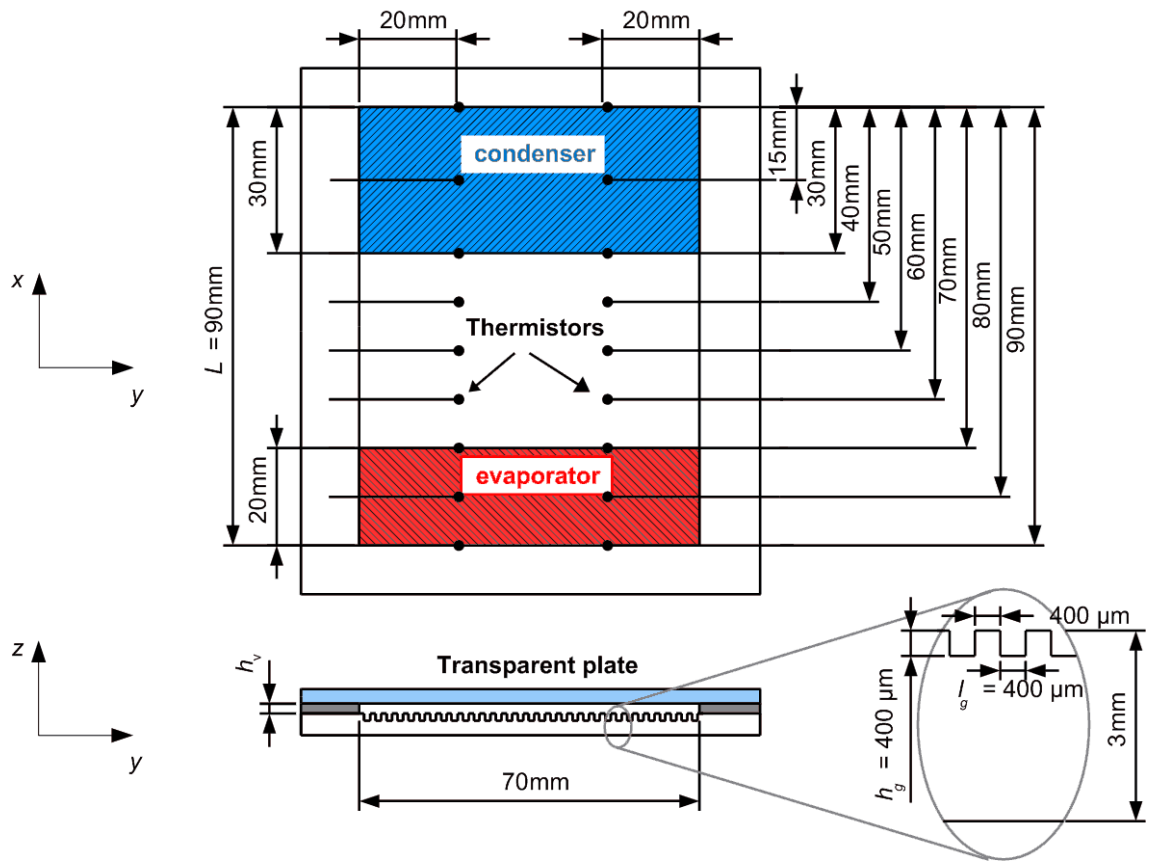 20mm
20mm
condenser
30mm
15mm
30mm
40mm
50mm
60mm
70mm
80mm
90mm
x
y
L = 90mm
Thermistors
evaporator
20mm
z
y
h_v
Transparent plate
70mm
400 µm
l_g = 400 µm
h_g = 400 µm
3mm